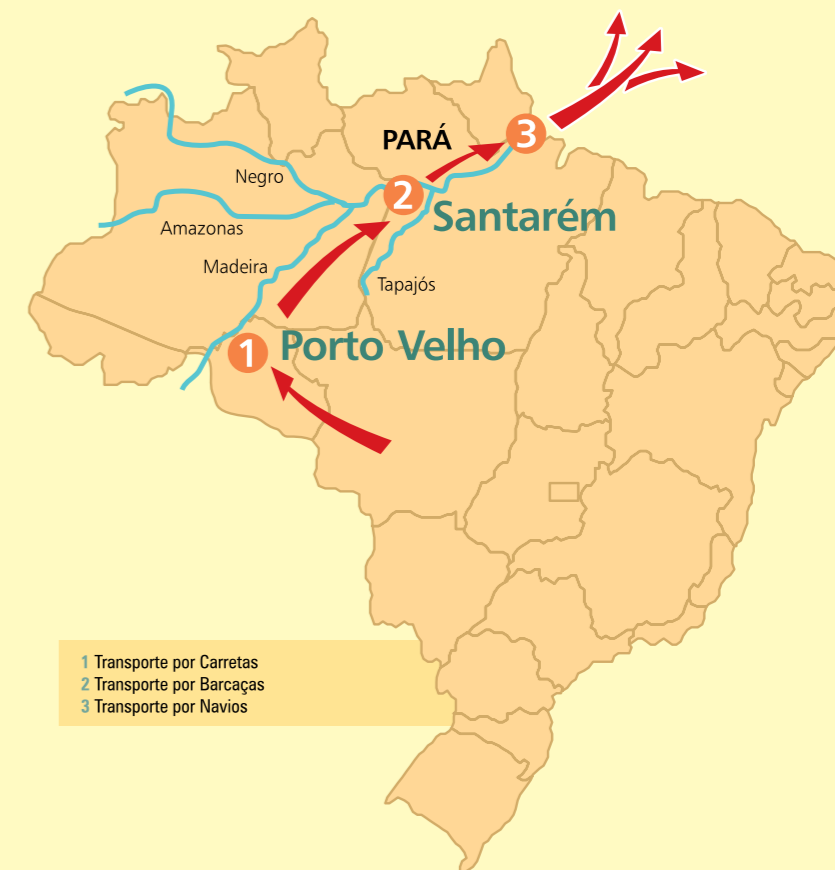 3
PARÁ
Negro
2
Santarém
Amazonas
Madeira
Tapajós
1
Porto Velho
1 Transporte por Carretas
2 Transporte por Barcaças
3 Transporte por Navios